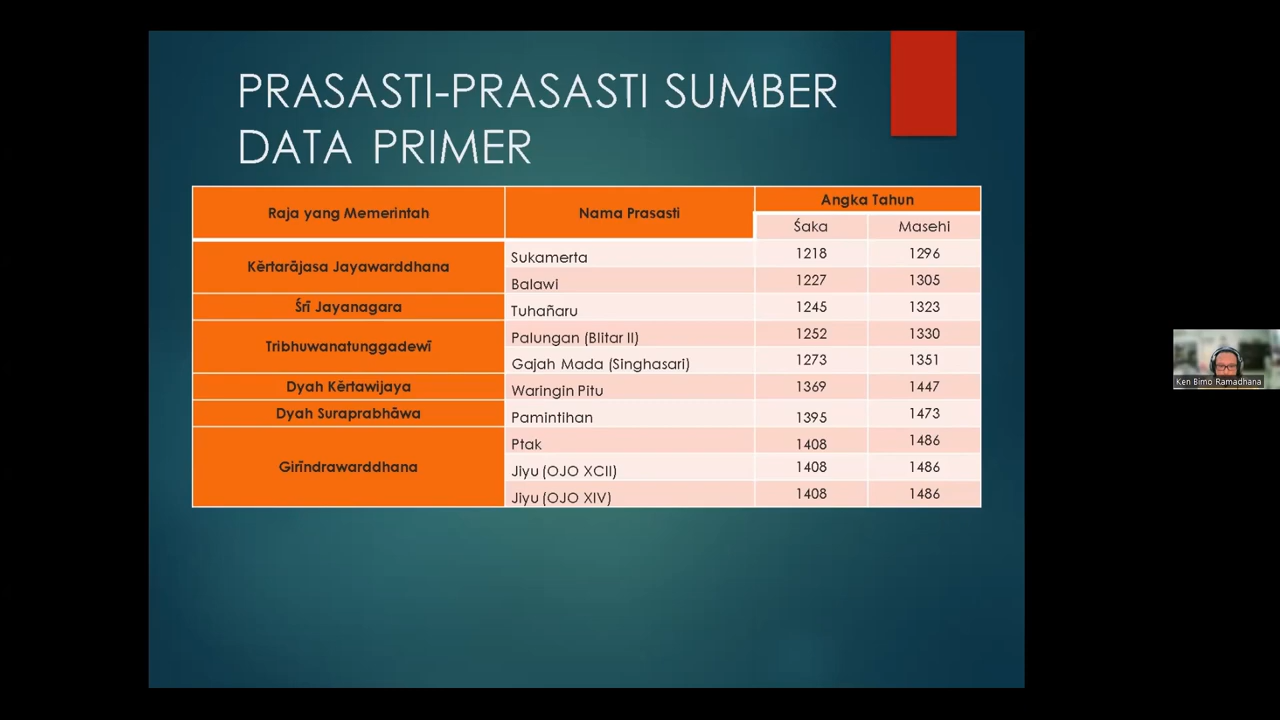 PRASASTI-PRASASTI SUMBER
DATA PRIMER
Raja yang Memerintah Nama Prasasti Angka Tahun
Śaka Masehi
Kĕrtarājasa Jayawarddhana Sukamerta 1218 1296
Balawi 1227 1305
Śrī Jayanagara Tuhañaru 1245 1323
Tribhuwanatunggadewī Palungan (Blitar II) 1252 1330
Gajah Mada (Singhasari) 1273 1351
Dyah Kĕrtawijaya Waringin Pitu 1369 1447
Dyah Suraprabhāwa Pamintihan 1395 1473
Girīndrawarddhana Ptak 1408 1486
Jiyu (OJO XCII) 1408 1486
Jiyu (OJO XIV) 1408 1486
Ken Bimo Ramadhana